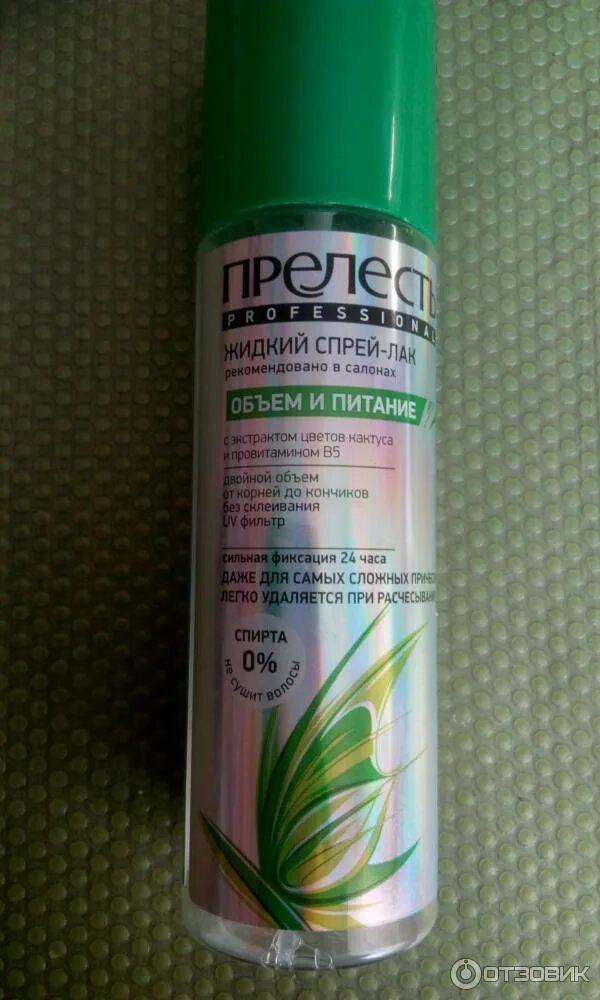 ПРЕЛЕСТЬ
PROFESSIONAL
ЖИДКИЙ СПРЕЙ-ЛАК
рекомендовано в салонах
ОБЪЕМ И ПИТАНИЕ
с экстрактом цветов кактуса
и провитамином B5
двойной объем
от корней до кончиков
без склеивания
UV фильтр
сильная фиксация 24 часа
ДАЖЕ ДЛЯ САМЫХ СЛОЖНЫХ ПРИЧЕС
ЛЕГКО УДАЛЯЕТСЯ ПРИ РАСЧЕСЫВАН
СПИРТА
0%
не сушит волосы
ОТЗОВИК